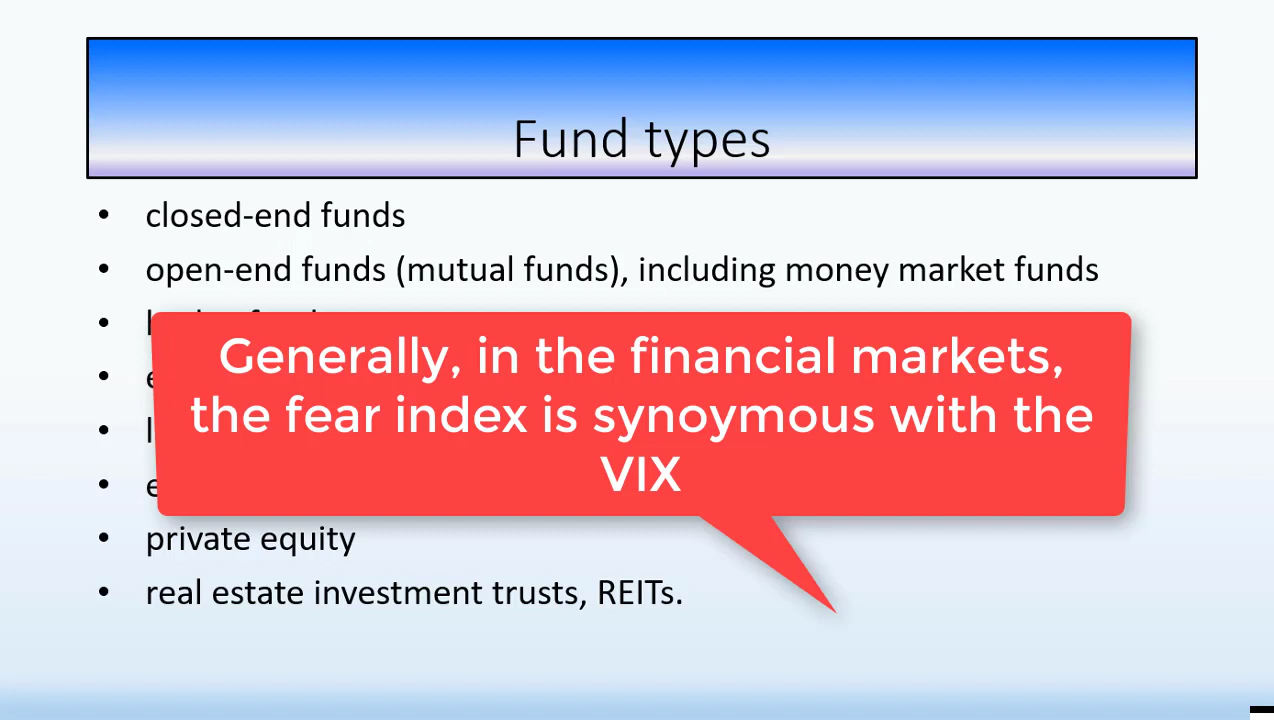 Fund types
• closed-end funds
• open-end funds (mutual funds), including money market funds
Generally, in the financial markets,
the fear index is synoymous with the
VIX
• private equity
• real estate investment trusts, REITs.